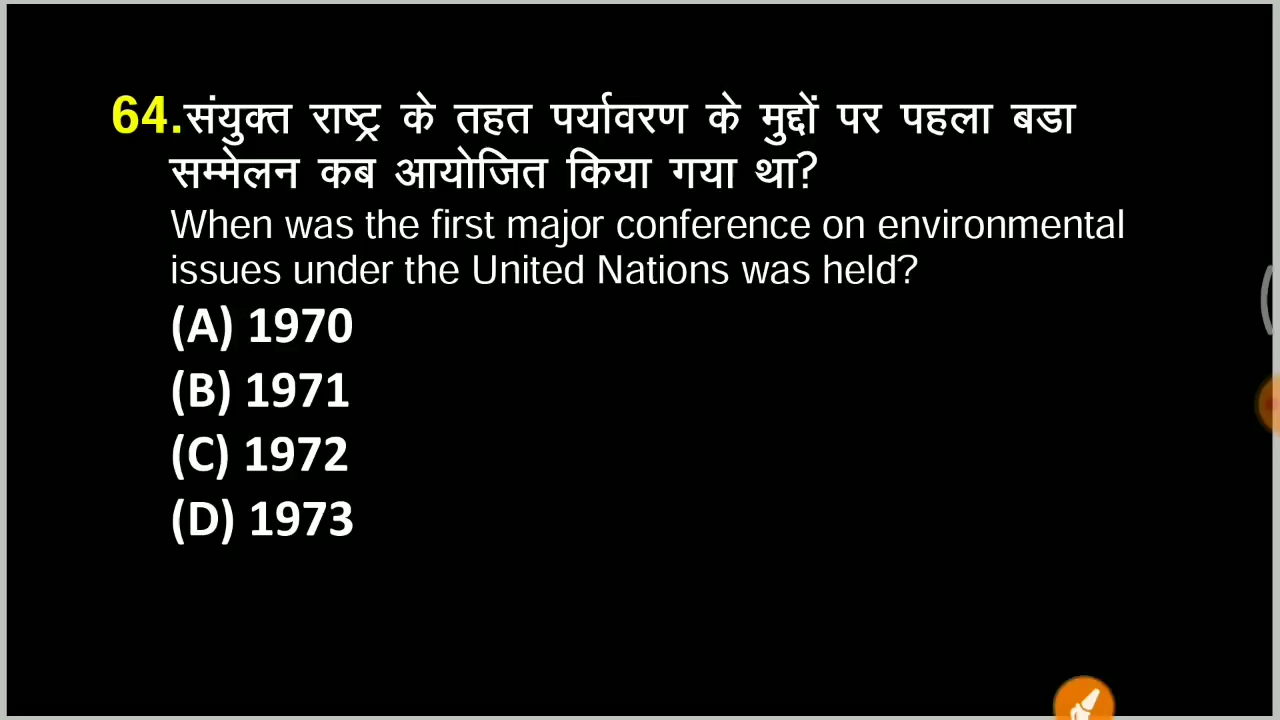 64.संयुक्त राष्ट्र के तहत पर्यावरण के मुद्दों पर पहला बडा
सम्मेलन कब आयोजित किया गया था?
When was the first major conference on environmental
issues under the United Nations was held?
(A) 1970
(B) 1971
(C) 1972
(D) 1973